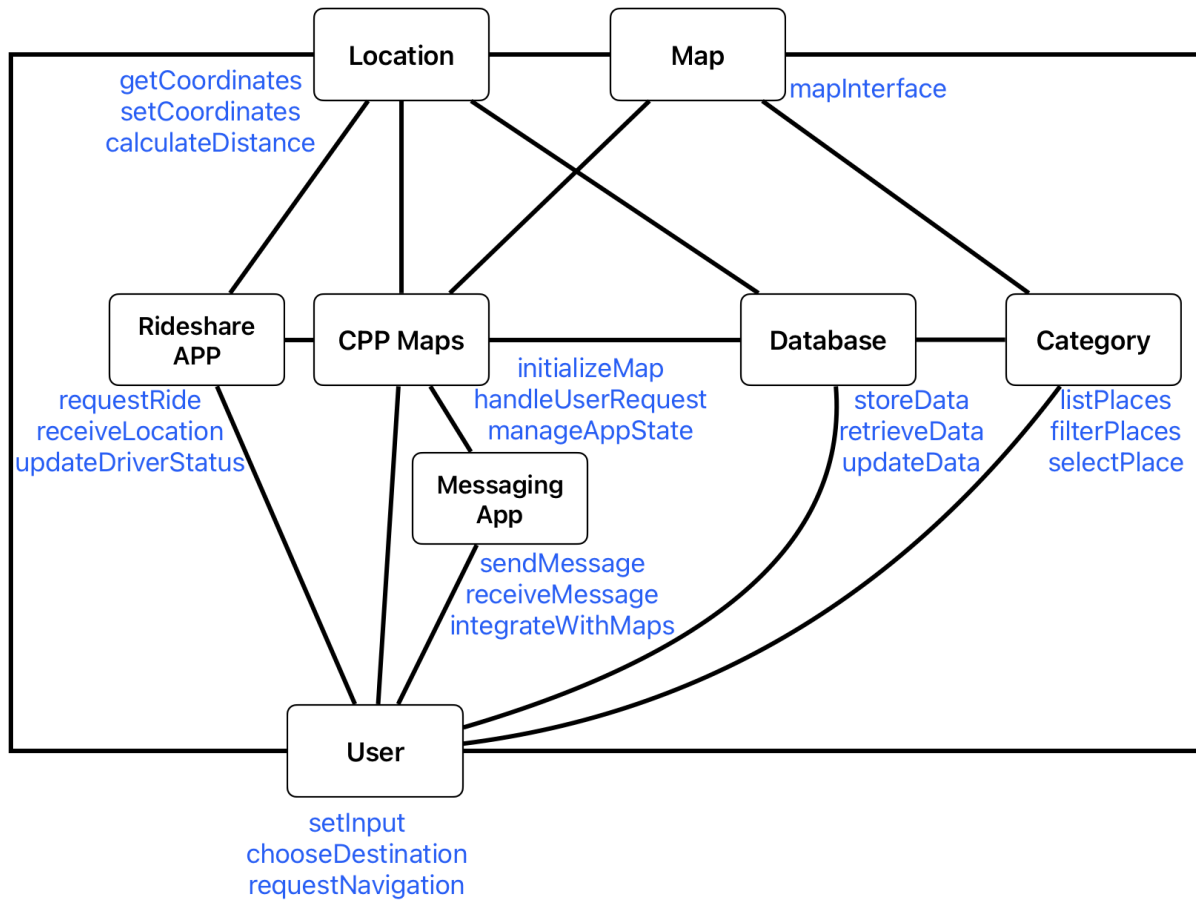 Location
Map
getCoordinates
setCoordinates
calculateDistance
mapInterface
Rideshare
APP
CPP Maps
Database
Category
requestRide
receiveLocation
updateDriverStatus
initializeMap
handleUserRequest
manageAppState
storeData
retrieveData
updateData
listPlaces
filterPlaces
selectPlace
Messaging
App
sendMessage
receiveMessage
integrateWithMaps
User
setInput
chooseDestination
requestNavigation